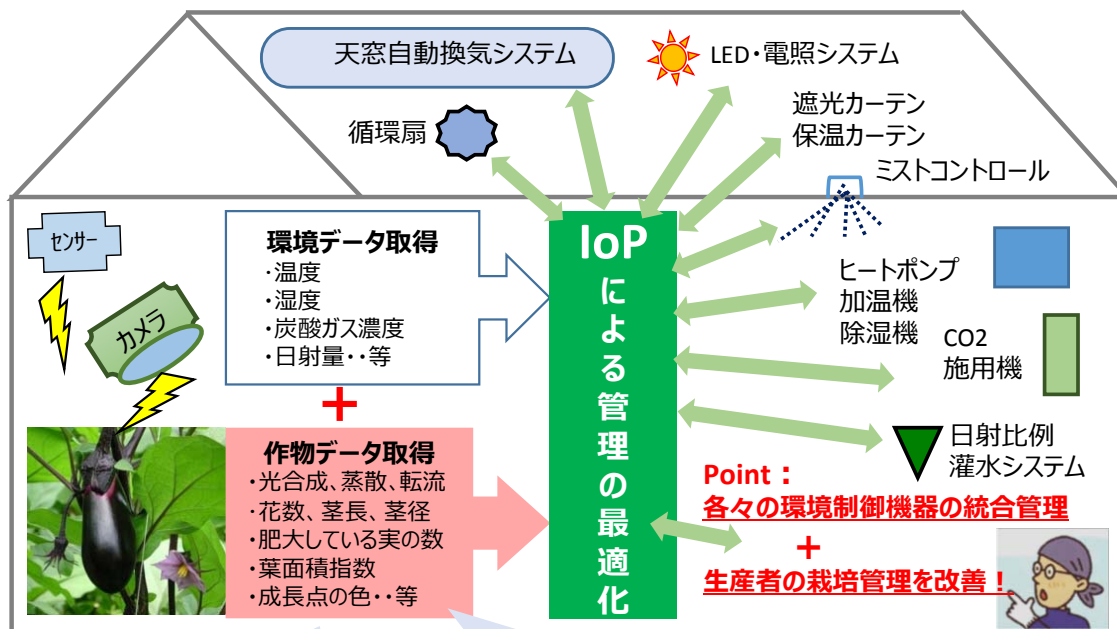 天窓自動換気システム
LED・電照システム
循環扇
遮光カーテン
保温カーテン
ミストコントロール
センサー
カメラ
環境データ取得
・温度
・湿度
・炭酸ガス濃度
・日射量・・等
+
作物データ取得
・光合成、蒸散、転流
・花数、茎長、茎径
・肥大している実の数
・葉面積指数
・成長点の色・・等
IoP
による管理の最適化
ヒートポンプ
加温機
除湿機
CO2
施用機
日射比例
灌水システム
Point：
各々の環境制御機器の統合管理
+
生産者の栽培管理を改善！